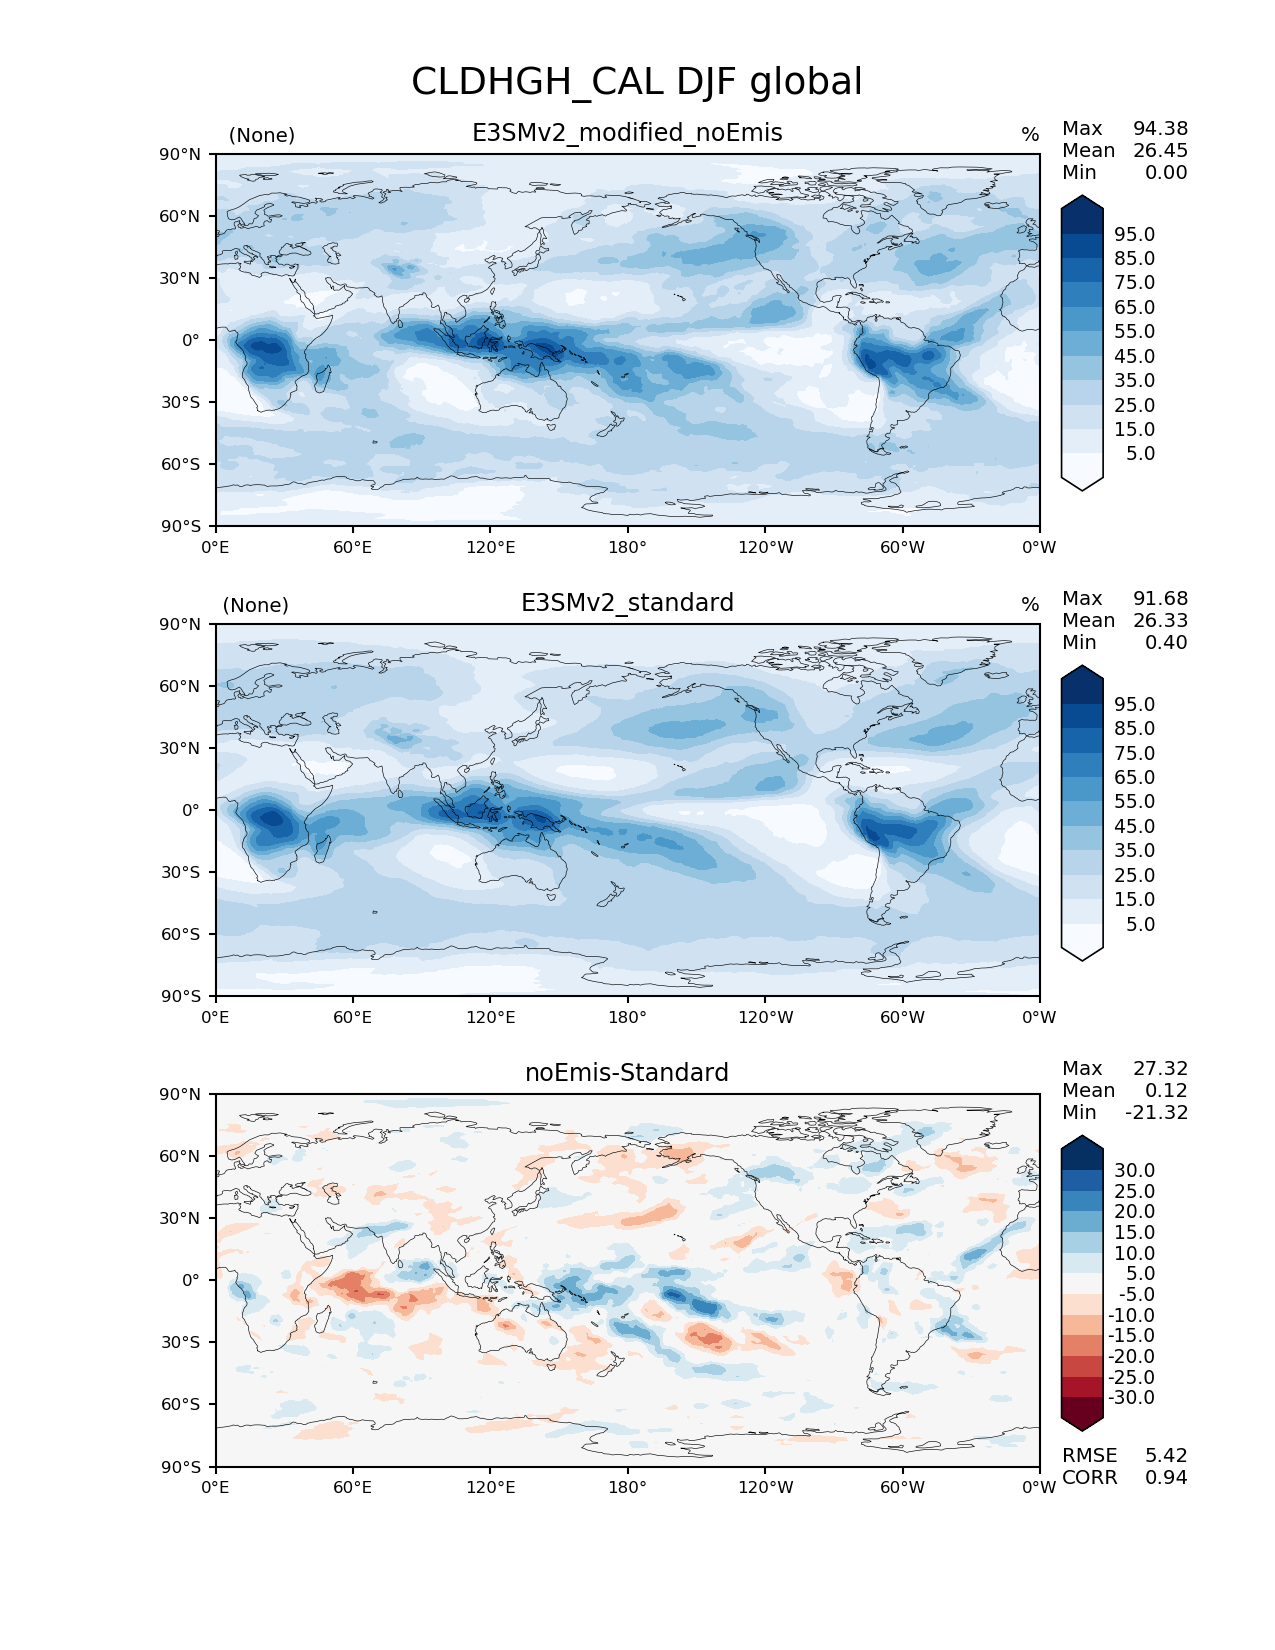 CLDHGH_CAL DJF global
(None) E3SMv2_modified_noEmis %
Max 94.38
Mean 26.45
Min 0.00
90°N
60°N
30°N
0°
30°S
60°S
90°S
0°E 60°E 120°E 180° 120°W 60°W 0°W
95.0
85.0
75.0
65.0
55.0
45.0
35.0
25.0
15.0
5.0
(None) E3SMv2_standard %
Max 91.68
Mean 26.33
Min 0.40
90°N
60°N
30°N
0°
30°S
60°S
90°S
0°E 60°E 120°E 180° 120°W 60°W 0°W
95.0
85.0
75.0
65.0
55.0
45.0
35.0
25.0
15.0
5.0
noEmis-Standard
Max 27.32
Mean 0.12
Min -21.32
90°N
60°N
30°N
0°
30°S
60°S
90°S
0°E 60°E 120°E 180° 120°W 60°W 0°W
30.0
25.0
20.0
15.0
10.0
5.0
-5.0
-10.0
-15.0
-20.0
-25.0
-30.0
RMSE 5.42
CORR 0.94